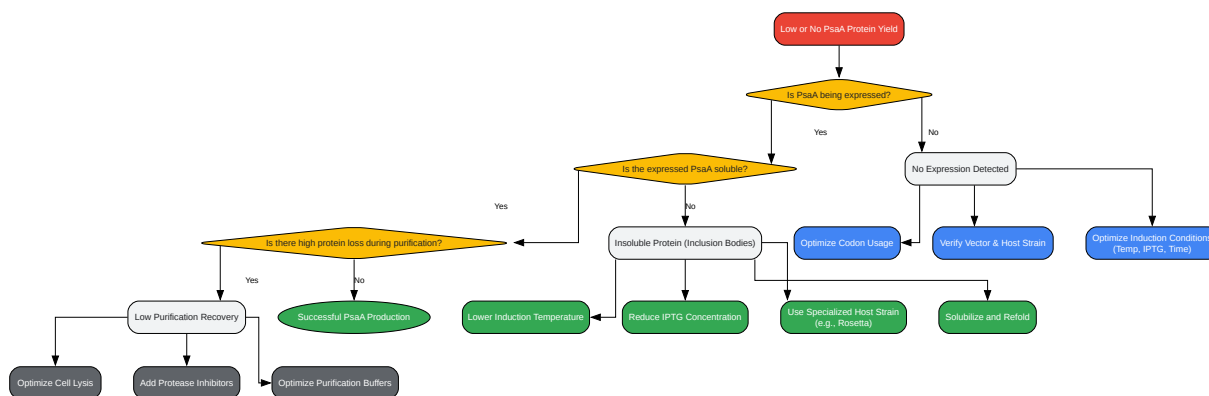 Low or No PsaA Protein Yield
Is PsaA being expressed?
Yes
No
Is the expressed PsaA soluble?
No Expression Detected
Yes
No
Is there high protein loss during purification?
Insoluble Protein (Inclusion Bodies)
Optimize Codon Usage
Verify Vector & Host Strain
Optimize Induction Conditions
(Temp, IPTG, Time)
Yes
No
Low Purification Recovery
Successful PsaA Production
Lower Induction Temperature
Reduce IPTG Concentration
Use Specialized Host Strain
(e.g., Rosetta)
Solubilize and Refold
Optimize Cell Lysis
Add Protease Inhibitors
Optimize Purification Buffers